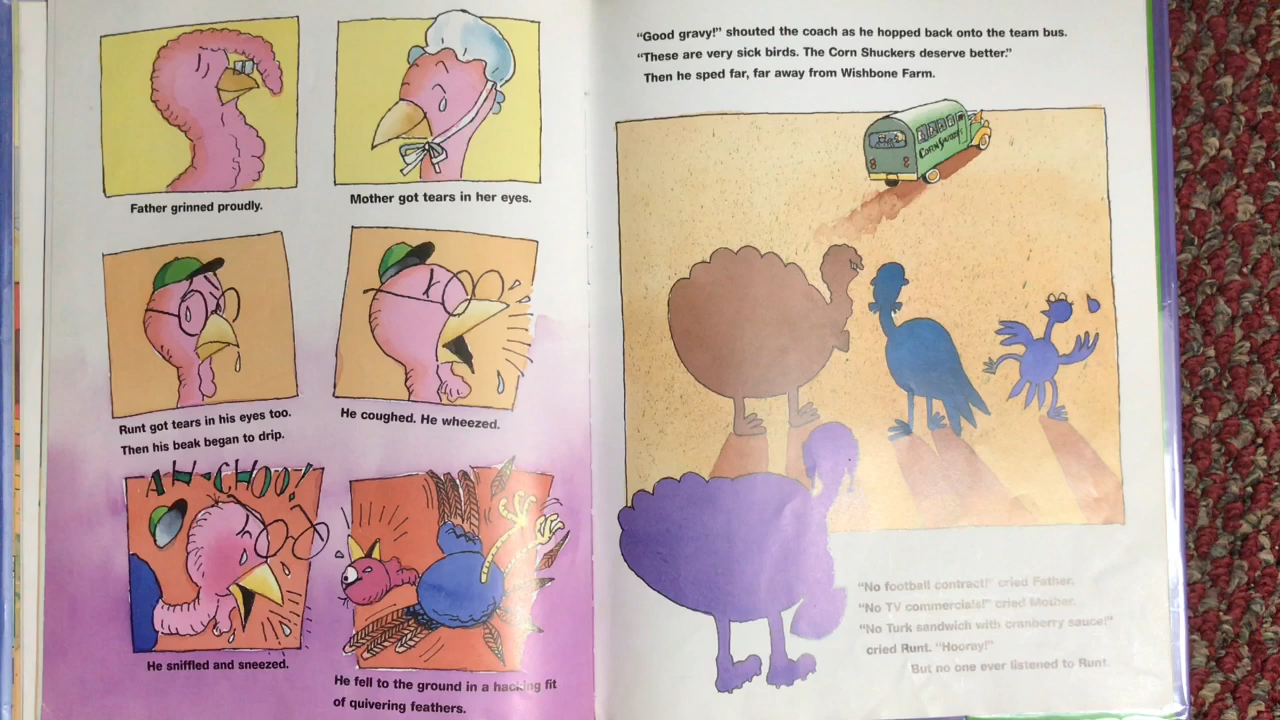 Father grinned proudly.
Mother got tears in her eyes.
Runt got tears in his eyes too.
Then his beak began to drip.
He coughed. He wheezed.
AH-CHOO!
He sniffled and sneezed.
He fell to the ground in a hacking fit
of quivering feathers.
“Good gravy!” shouted the coach as he hopped back onto the team bus.
“These are very sick birds. The Corn Shuckers deserve better.”
Then he sped far, far away from Wishbone Farm.
CORN SHUCKERS
“No football contract!” cried Father.
“No TV commercials!” cried Mother.
“No Turk sandwich with cranberry sauce!”
cried Runt. “Hooray!”
But no one ever listened to Runt.